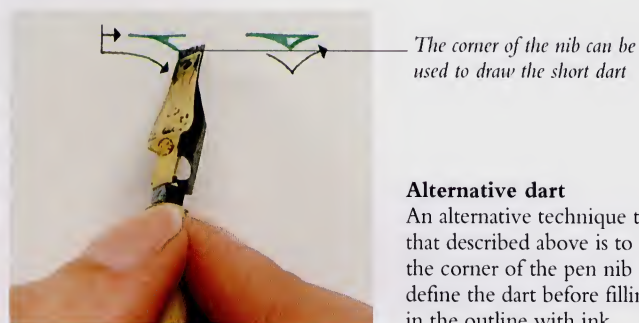 The corner of the nib can be
used to draw the short dart
Alternative dart
An alternative technique t
that described above is to
the corner of the pen nib
define the dart before fillin
in the outline with ink